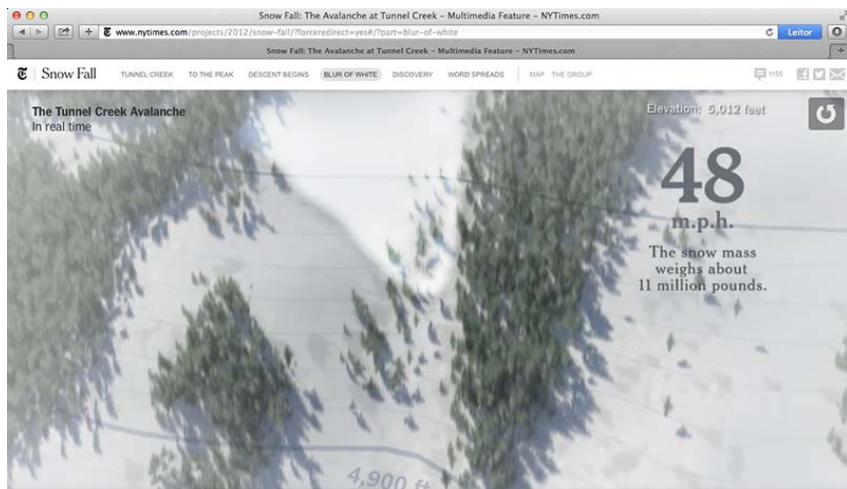 Snow Fall: The Avalanche at Tunnel Creek – Multimedia Feature – NYTimes.com
www.nytimes.com/projects/2012/snow-fall/?forceredirect=yes#/?part=blur-of-white
Leitor
Snow Fall: The Avalanche at Tunnel Creek – Multimedia Feature – NYTimes.com
T Snow Fall TUNNEL CREEK TO THE PEAK DESCENT BEGINS BLUR OF WHITE DISCOVERY WORD SPREADS MAP THE GROUP 1155
The Tunnel Creek Avalanche
In real time
Elevation: 5,012 feet
48
m.p.h.
The snow mass
weighs about
11 million pounds.
4,900 ft